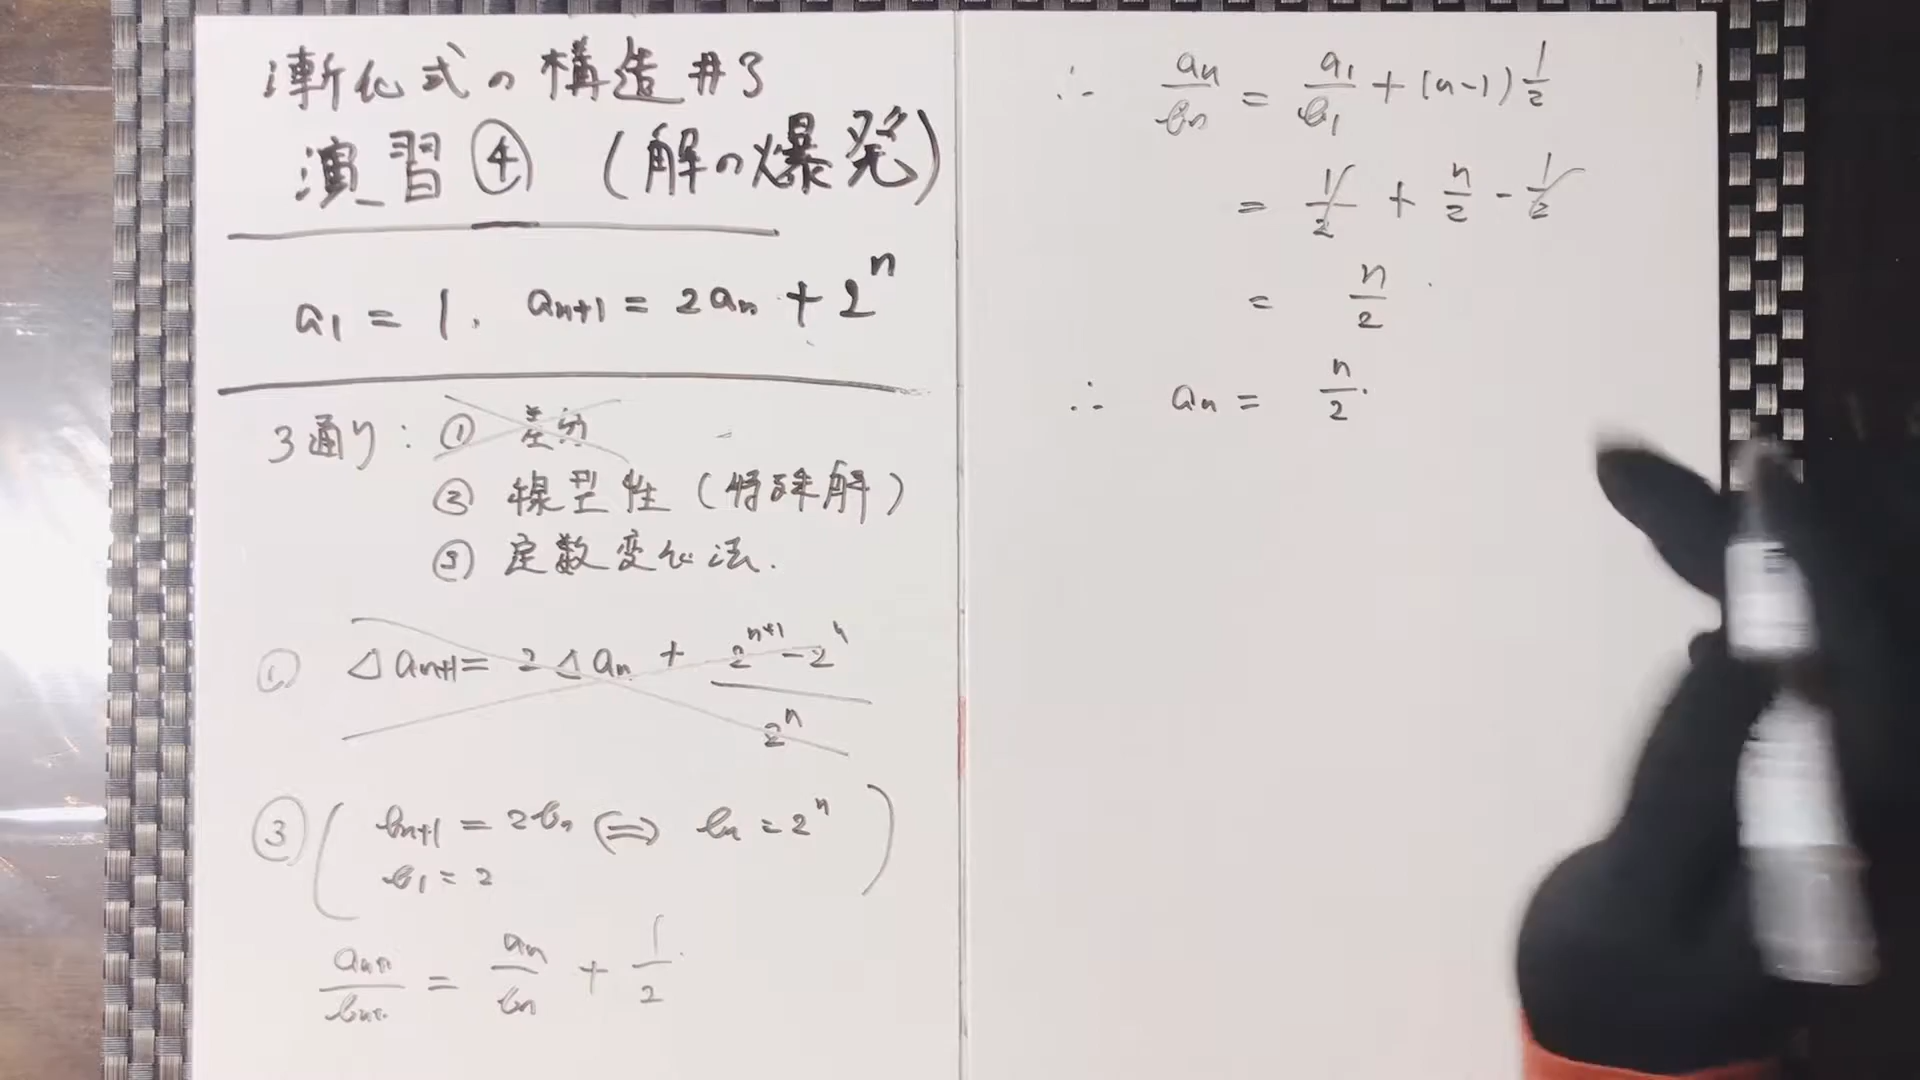 漸化式の構造 #3
演習④ (解の爆発)
a₁ = 1, aₙ₊₁ = 2aₙ + 2ⁿ
3通り: ① 差分
② 線型性 (特殊解)
③ 定数変化法.
① Δaₙ₊₁ = 2Δaₙ + 2ⁿ⁺¹ - 2ⁿ
2ⁿ
③ ( bₙ₊₁ = 2bₙ ⇔ bₙ = 2ⁿ
b₁ = 2 )
aₙ₊₁/bₙ₊₁ = aₙ/bₙ + 1/2
∴ aₙ/bₙ = a₁/b₁ + (n-1) 1/2
= 1/2 + n/2 - 1/2
= n/2
∴ aₙ = n/2 ·